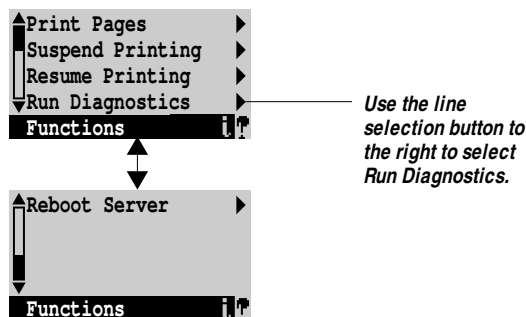 Print Pages
Suspend Printing
Resume Printing
Run Diagnostics
Functions
Use the line
selection button to
the right to select
Run Diagnostics.
Reboot Server
Functions